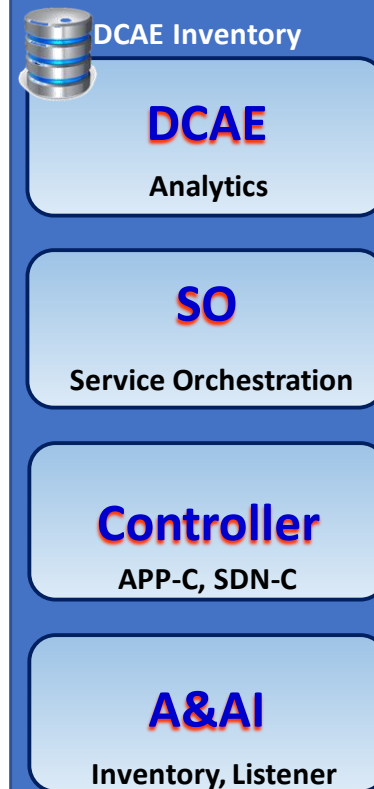 DCAE Inventory
DCAE
Analytics
SO
Service Orchestration
Controller
APP-C, SDN-C
A&AI
Inventory, Listener